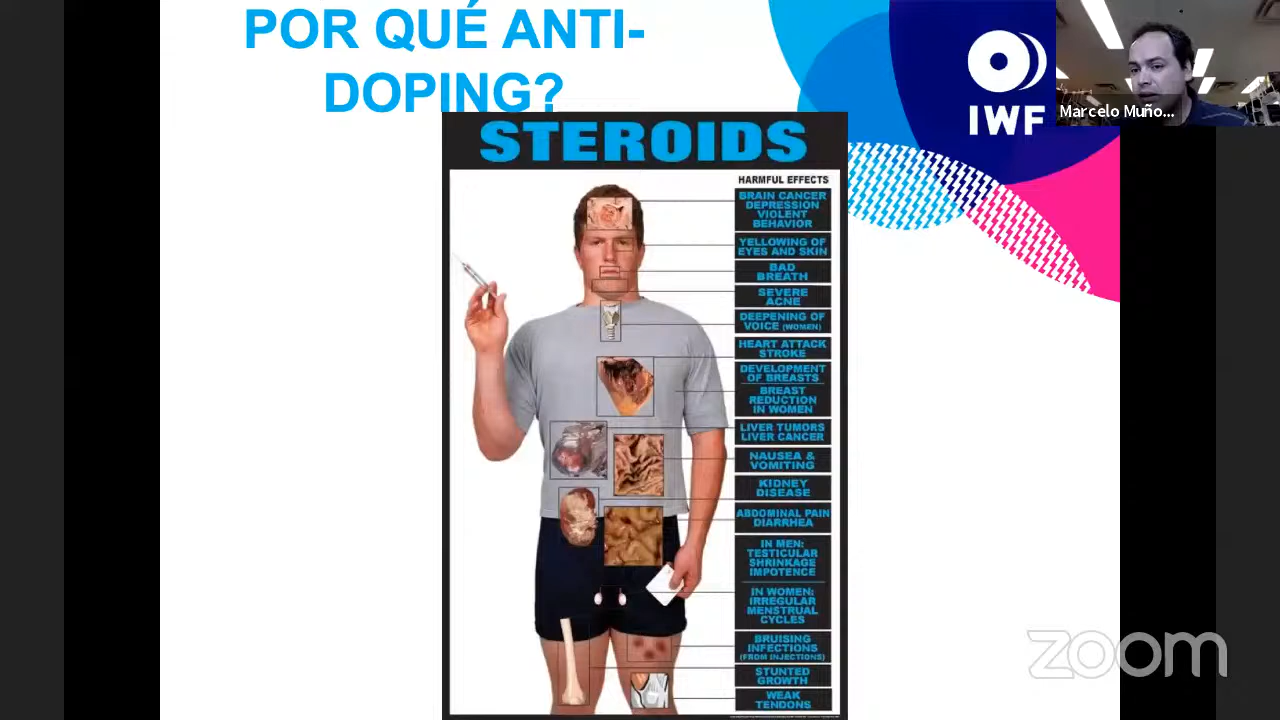 POR QUÉ ANTI-
DOPING?
IWF
Marcelo Muño...
STEROIDS
HARMFUL EFFECTS
BRAIN CANCER
DEPRESSION
VIOLENT
BEHAVIOR
YELLOWING OF
EYES AND SKIN
BAD
BREATH
SEVERE
ACNE
DEEPENING OF
VOICE (WOMEN)
HEART ATTACK
STROKE
DEVELOPMENT
OF BREASTS
BREAST
REDUCTION
IN WOMEN
LIVER TUMORS
LIVER CANCER
NAUSEA &
VOMITING
KIDNEY
DISEASE
ABDOMINAL PAIN
DIARRHEA
IN MEN:
TESTICULAR
SHRINKAGE
IMPOTENCE
IN WOMEN:
IRREGULAR
MENSTRUAL
CYCLES
BRUISING
INFECTIONS
(FROM INJECTIONS)
STUNTED
GROWTH
WEAK
TENDONS
zoom